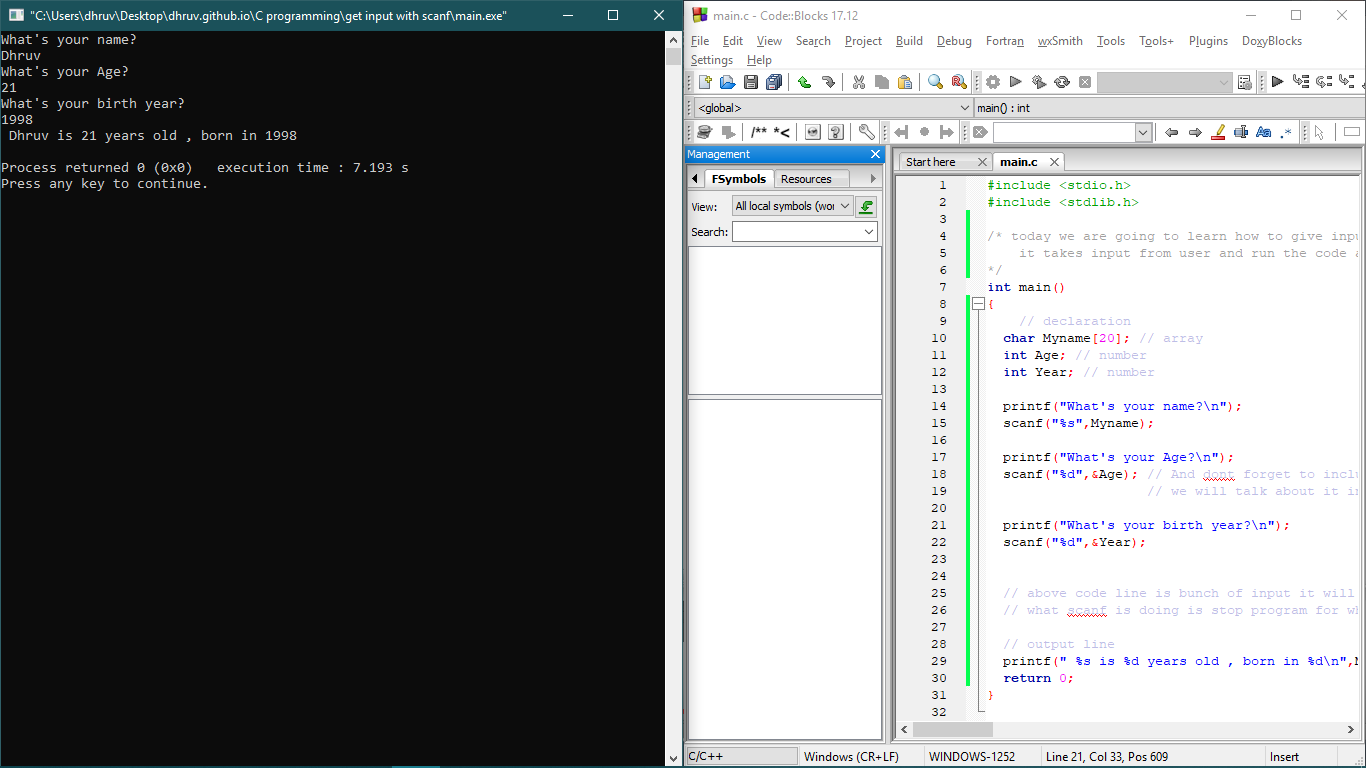 "C:\Users\dhruv\Desktop\dhruv.github.io\C programming\get input with scanf\main.exe"
What's your name?
Dhruv
What's your Age?
21
What's your birth year?
1998
 Dhruv is 21 years old , born in 1998
Process returned 0 (0x0)   execution time : 7.193 s
Press any key to continue.
main.c - Code::Blocks 17.12
File Edit View Search Project Build Debug Fortran wxSmith Tools Tools+ Plugins DoxyBlocks
Settings Help
<global> main() : int
/** *<
Aa .*
Management
FSymbols Resources
View: All local symbols (wor
Search:
Start here main.c
1 #include <stdio.h>
2 #include <stdlib.h>
3
4 /* today we are going to learn how to give inpu
5 it takes input from user and run the code a
6 */
7 int main()
8 {
9 // declaration
10 char Myname[20]; // array
11 int Age; // number
12 int Year; // number
13
14 printf("What's your name?\n");
15 scanf("%s",Myname);
16
17 printf("What's your Age?\n");
18 scanf("%d",&Age); // And dont forget to inclu
19 // we will talk about it in
20
21 printf("What's your birth year?\n");
22 scanf("%d",&Year);
23
24
25 // above code line is bunch of input it will
26 // what scanf is doing is stop program for wh
27
28 // output line
29 printf(" %s is %d years old , born in %d\n",M
30 return 0;
31 }
32
C/C++ Windows (CR+LF) WINDOWS-1252 Line 21, Col 33, Pos 609 Insert